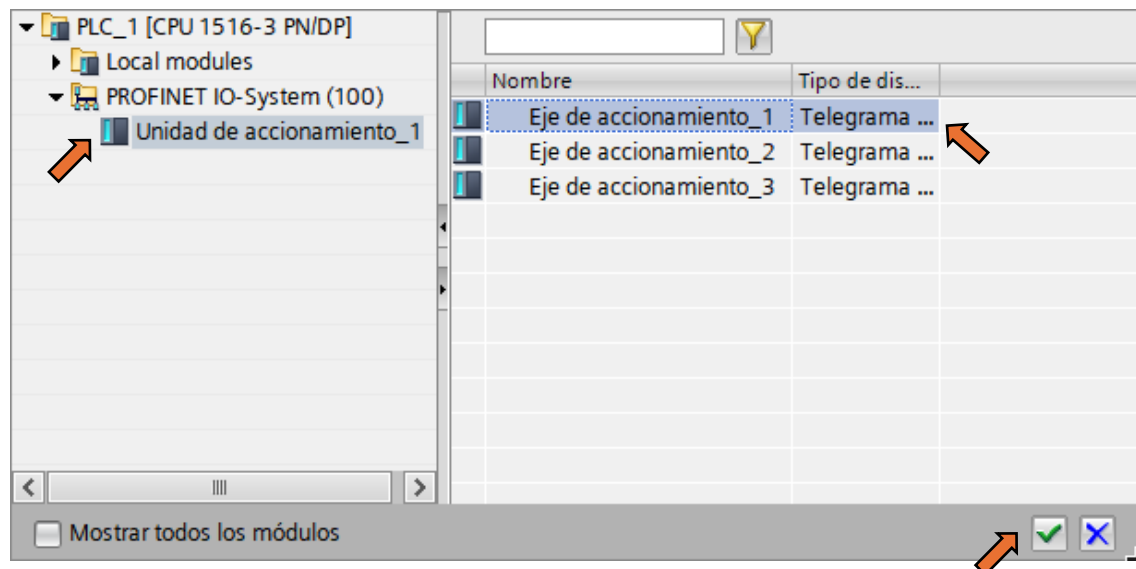 PLC_1 [CPU 1516-3 PN/DP]
Local modules
PROFINET IO-System (100)
Unidad de accionamiento_1
Nombre Tipo de dis...
Eje de accionamiento_1 Telegrama ...
Eje de accionamiento_2 Telegrama ...
Eje de accionamiento_3 Telegrama ...
Mostrar todos los módulos